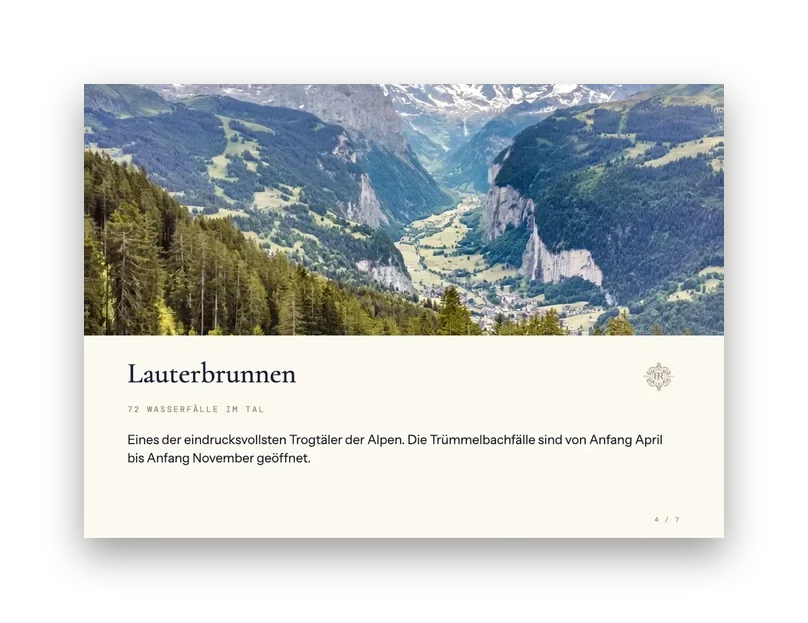 Lauterbrunnen
72 WASSERFÄLLE IM TAL
Eines der eindrucksvollsten Trogtäler der Alpen. Die Trümmelbachfälle sind von Anfang April
bis Anfang November geöffnet.
4 / 7